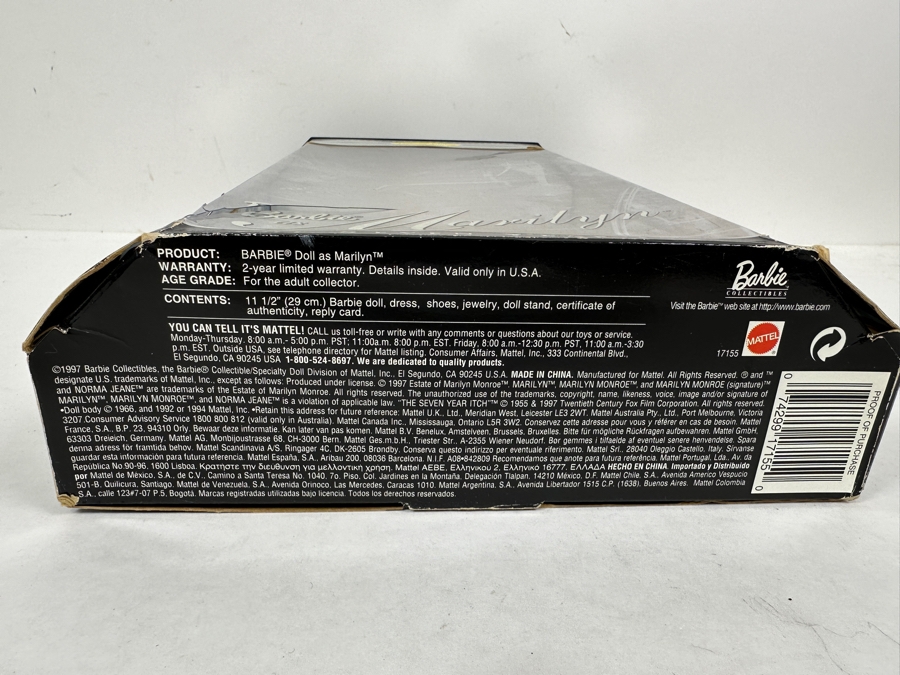 Barbie Marilyn
PRODUCT: BARBIE® Doll as Marilyn™
WARRANTY: 2-year limited warranty. Details inside. Valid only in U.S.A.
AGE GRADE: For the adult collector.
CONTENTS: 11 1/2" (29 cm.) Barbie doll, dress, shoes, jewelry, doll stand, certificate of
authenticity, reply card.
YOU CAN TELL IT'S MATTEL! CALL us toll-free or write with any comments or questions about our toys or service,
Monday-Thursday. 8:00 a.m.- 5:00 p.m. PST; 11:00a.m.-8:00 p.m. EST. Friday, 8:00 a.m.-12:30 p.m. PST, 11:00a.m.-3:30
p.m. EST. Outside USA, see telephone directory for Mattel listing. Consumer Affairs, Mattel, Inc., 333 Continental Blvd.,
El Segundo, CA 90245 USA 1-800-524-8697. We are dedicated to quality products.
Barbie
COLLECTIBLES
Visit the Barbie™ web site at http://www.barbie.com
17155
MATTEL
©1997 Barbie Collectibles, the Barbie® Collectible/Specialty Doll Division of Mattel, Inc., El Segundo, CA 90245 U.S.A. MADE IN CHINA. Manufactured for Mattel. All Rights Reserved. ® and ™
designate U.S. trademarks of Mattel, Inc., except as follows: Produced under license. © 1997 Estate of Marilyn Monroe™. MARILYN™, MARILYN MONROE™, and MARILYN MONROE (signature)™
and NORMA JEANE™ are trademarks of the Estate of Marilyn Monroe. All rights reserved. The unauthorized use of the trademarks, copyright, name, likeness, voice, image and/or signature of
MARILYN™, MARILYN MONROE™, and NORMA JEANE™ is a violation of applicable law. "THE SEVEN YEAR ITCH"™ © 1955 & 1997 Twentieth Century Fox Film Corporation. All rights reserved.
•Doll body © 1966, and 1992 or 1994 Mattel, Inc. •Retain this address for future reference: Mattel U.K. Ltd., Meridian West, Leicester LE3 2WT. Mattel Australia Pty., Ltd., Port Melbourne, Victoria
3207.Consumer Advisory Service 1800 800 812 (valid only in Australia). Mattel Canada Inc., Mississauga, Ontario L5R 3W2. Conservez cette adresse pour vous y référer en cas de besoin. Mattel
France, S.A., B.P. 23, 94310 Orly. Bewaar deze informatie. Kan later van pas komen. Mattel B.V. Benelux, Amstelveen. Brussels, Bruxelles. Bitte für mögliche Rückfragen aufbewahren. Mattel GmbH
63303 Dreieich, Germany. Mattel AG, Monbijoustrasse 68, CH-3000 Bern. Mattel Ges.m.b.H., Triester Str., A-2355 Wiener Neudorf. Bør gemmes i tilfælde af eventuel senere henvendelse. Spara
denna adress för framtida behov. Mattel Scandinavia A/S, Ringager 4C, DK-2605 Brøndby. Conserva questo indirizzo per eventuale riferimento. Mattel Srl., 28040 Oleggio Castello, Italy. Sirvanse
guardar esta información para referencia futura. Mattel España, S.A., Aribau 200. 08036 Barcelona. N.I.F. A08-842809 Recomendamos que anote para futura referência. Mattel Portugal, Lda., Av. da
República No 90-96, 1600 Lisboa. Κρατήστε την διεύθυνση για μελλοντική χρήση. Mattel AEBE, Ελληνικού 2, Ελληνικό 16777, ΕΛΛΑΔΑ HECHO EN CHINA. Importado y Distribuido
por Mattel de México, S.A., de C.V., Camino a Santa Teresa No. 1040, 7o. Piso, Col. Jardines en la Montaña, Delegación Tlalpan, 14210 México, D.F. Mattel Chile, S.A., Avenida Americo Vespucio
501-B, Quilicura, Santiago. Mattel de Venezuela, S.A., Avenida Orinoco, Las Mercedes, Caracas 1010. Mattel Argentina, S.A., Avenida Libertador 1515 C.P. (1638), Buenos Aires. Mattel Colombia
S.A., calle 123#7-07 P.5, Bogotá. Marcas registradas utilizadas bajo licencia. Todos los derechos reservados.
0 74299 17155 0
PROOF OF PURCHASE